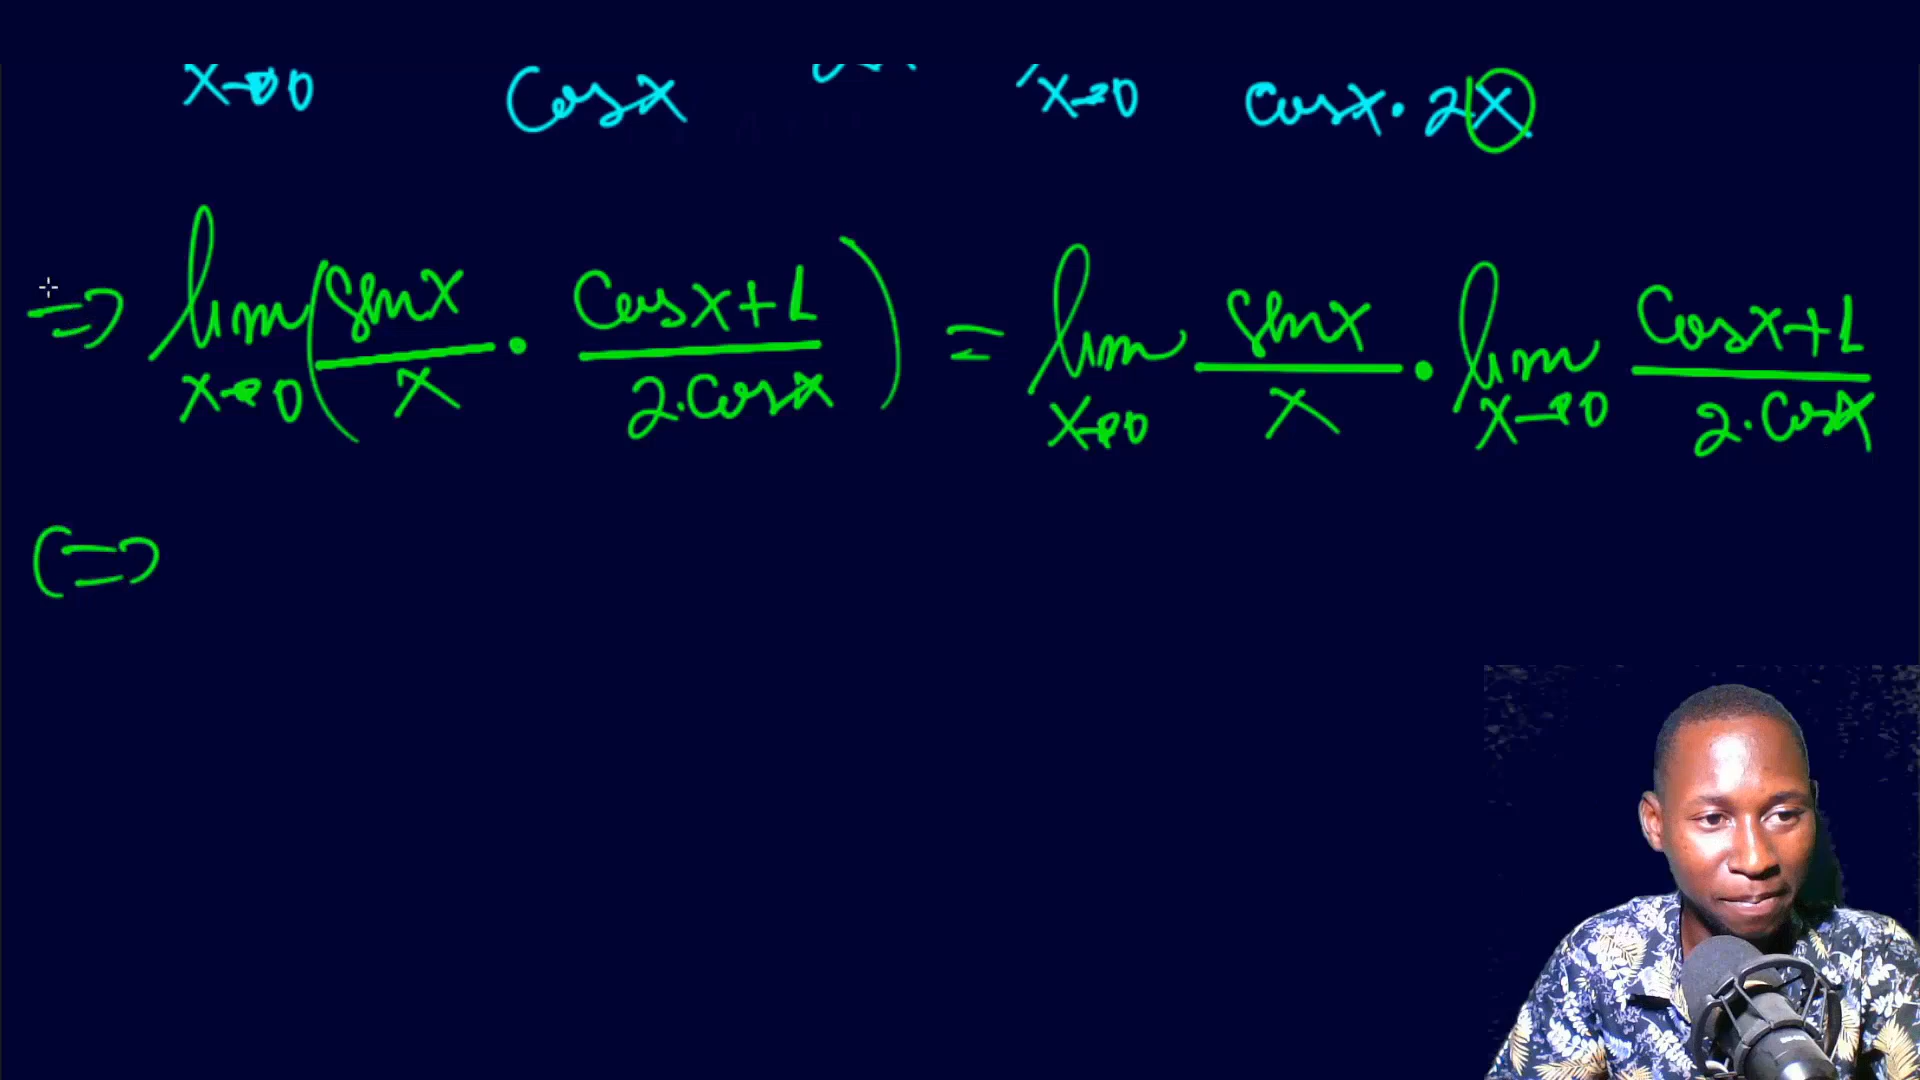 x→0 cosx x→0 cosx · 2x
⇒ lim x→0 (sinx/x · cosx+1/2·cosx) = lim x→0 sinx/x · lim x→0 cosx+1/2·cosx
⇔